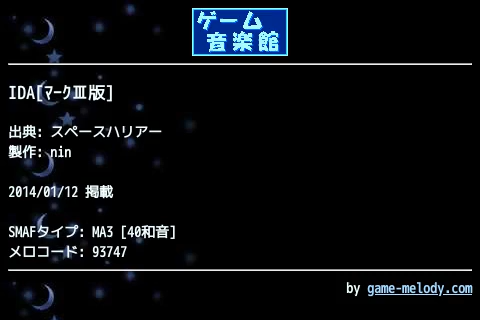 ゲーム
音楽館
IDA[ﾏｰｸⅢ版]
出典: スペースハリアー
製作: nin
2014/01/12 掲載
SMAFタイプ: MA3 [40和音]
メロコード: 93747
by game-melody.com